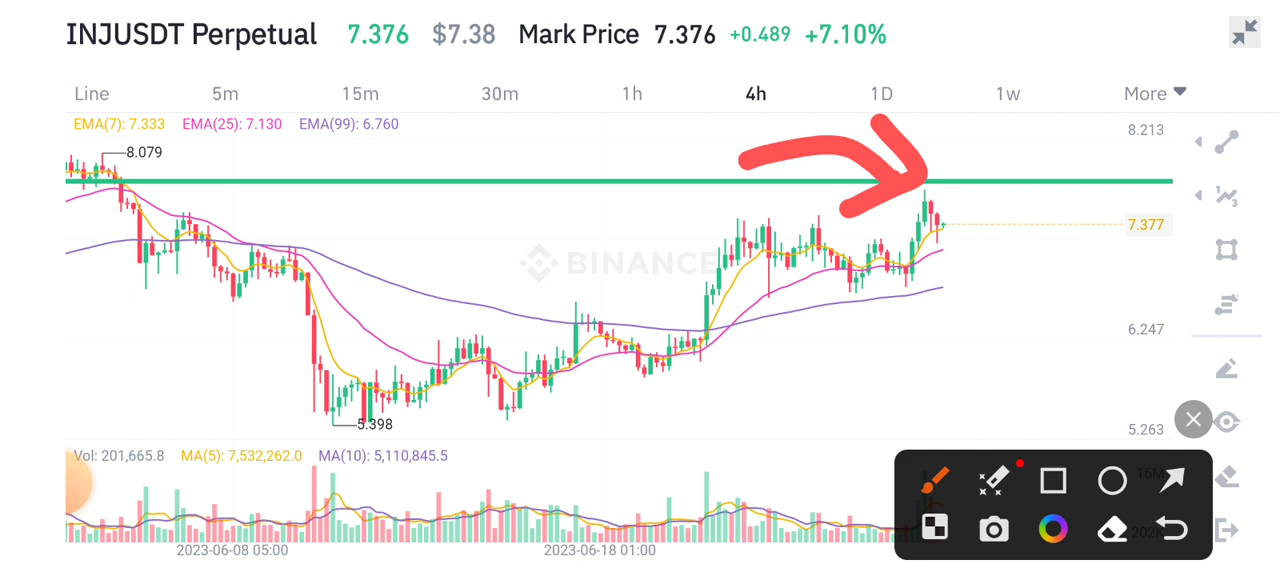 INJUSDT Perpetual 7.376 $7.38 Mark Price 7.376 +0.489 +7.10%
Line 5m 15m 30m 1h 4h 1D 1w More
EMA(7): 7.333 EMA(25): 7.130 EMA(99): 6.760
8.213
8.079
7.377
BINANCE
6.247
5.398
5.263
Vol: 201,665.8 MA(5): 7,532,262.0 MA(10): 5,110,845.5
16M
202K
2023-06-08 05:00 2023-06-18 01:00